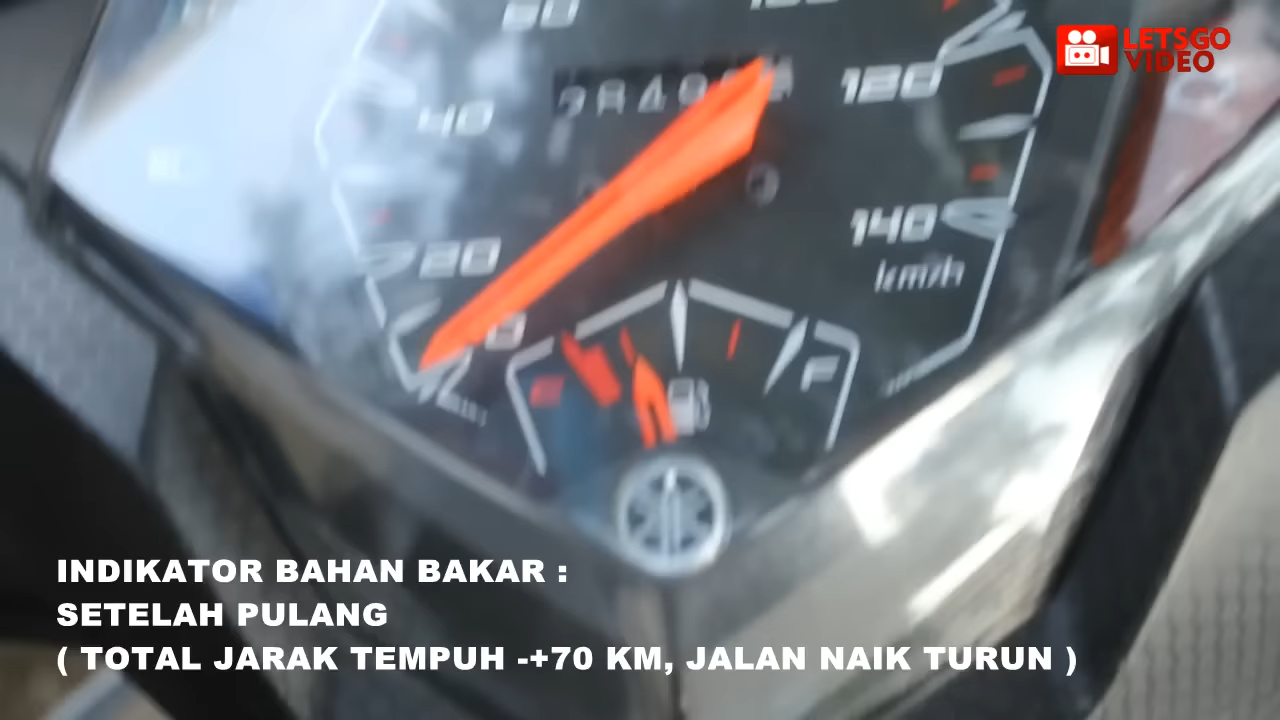 LETSGO
VIDEO
120
40
140
20
km/h
F
E
INDIKATOR BAHAN BAKAR :
SETELAH PULANG
( TOTAL JARAK TEMPUH -+70 KM, JALAN NAIK TURUN )